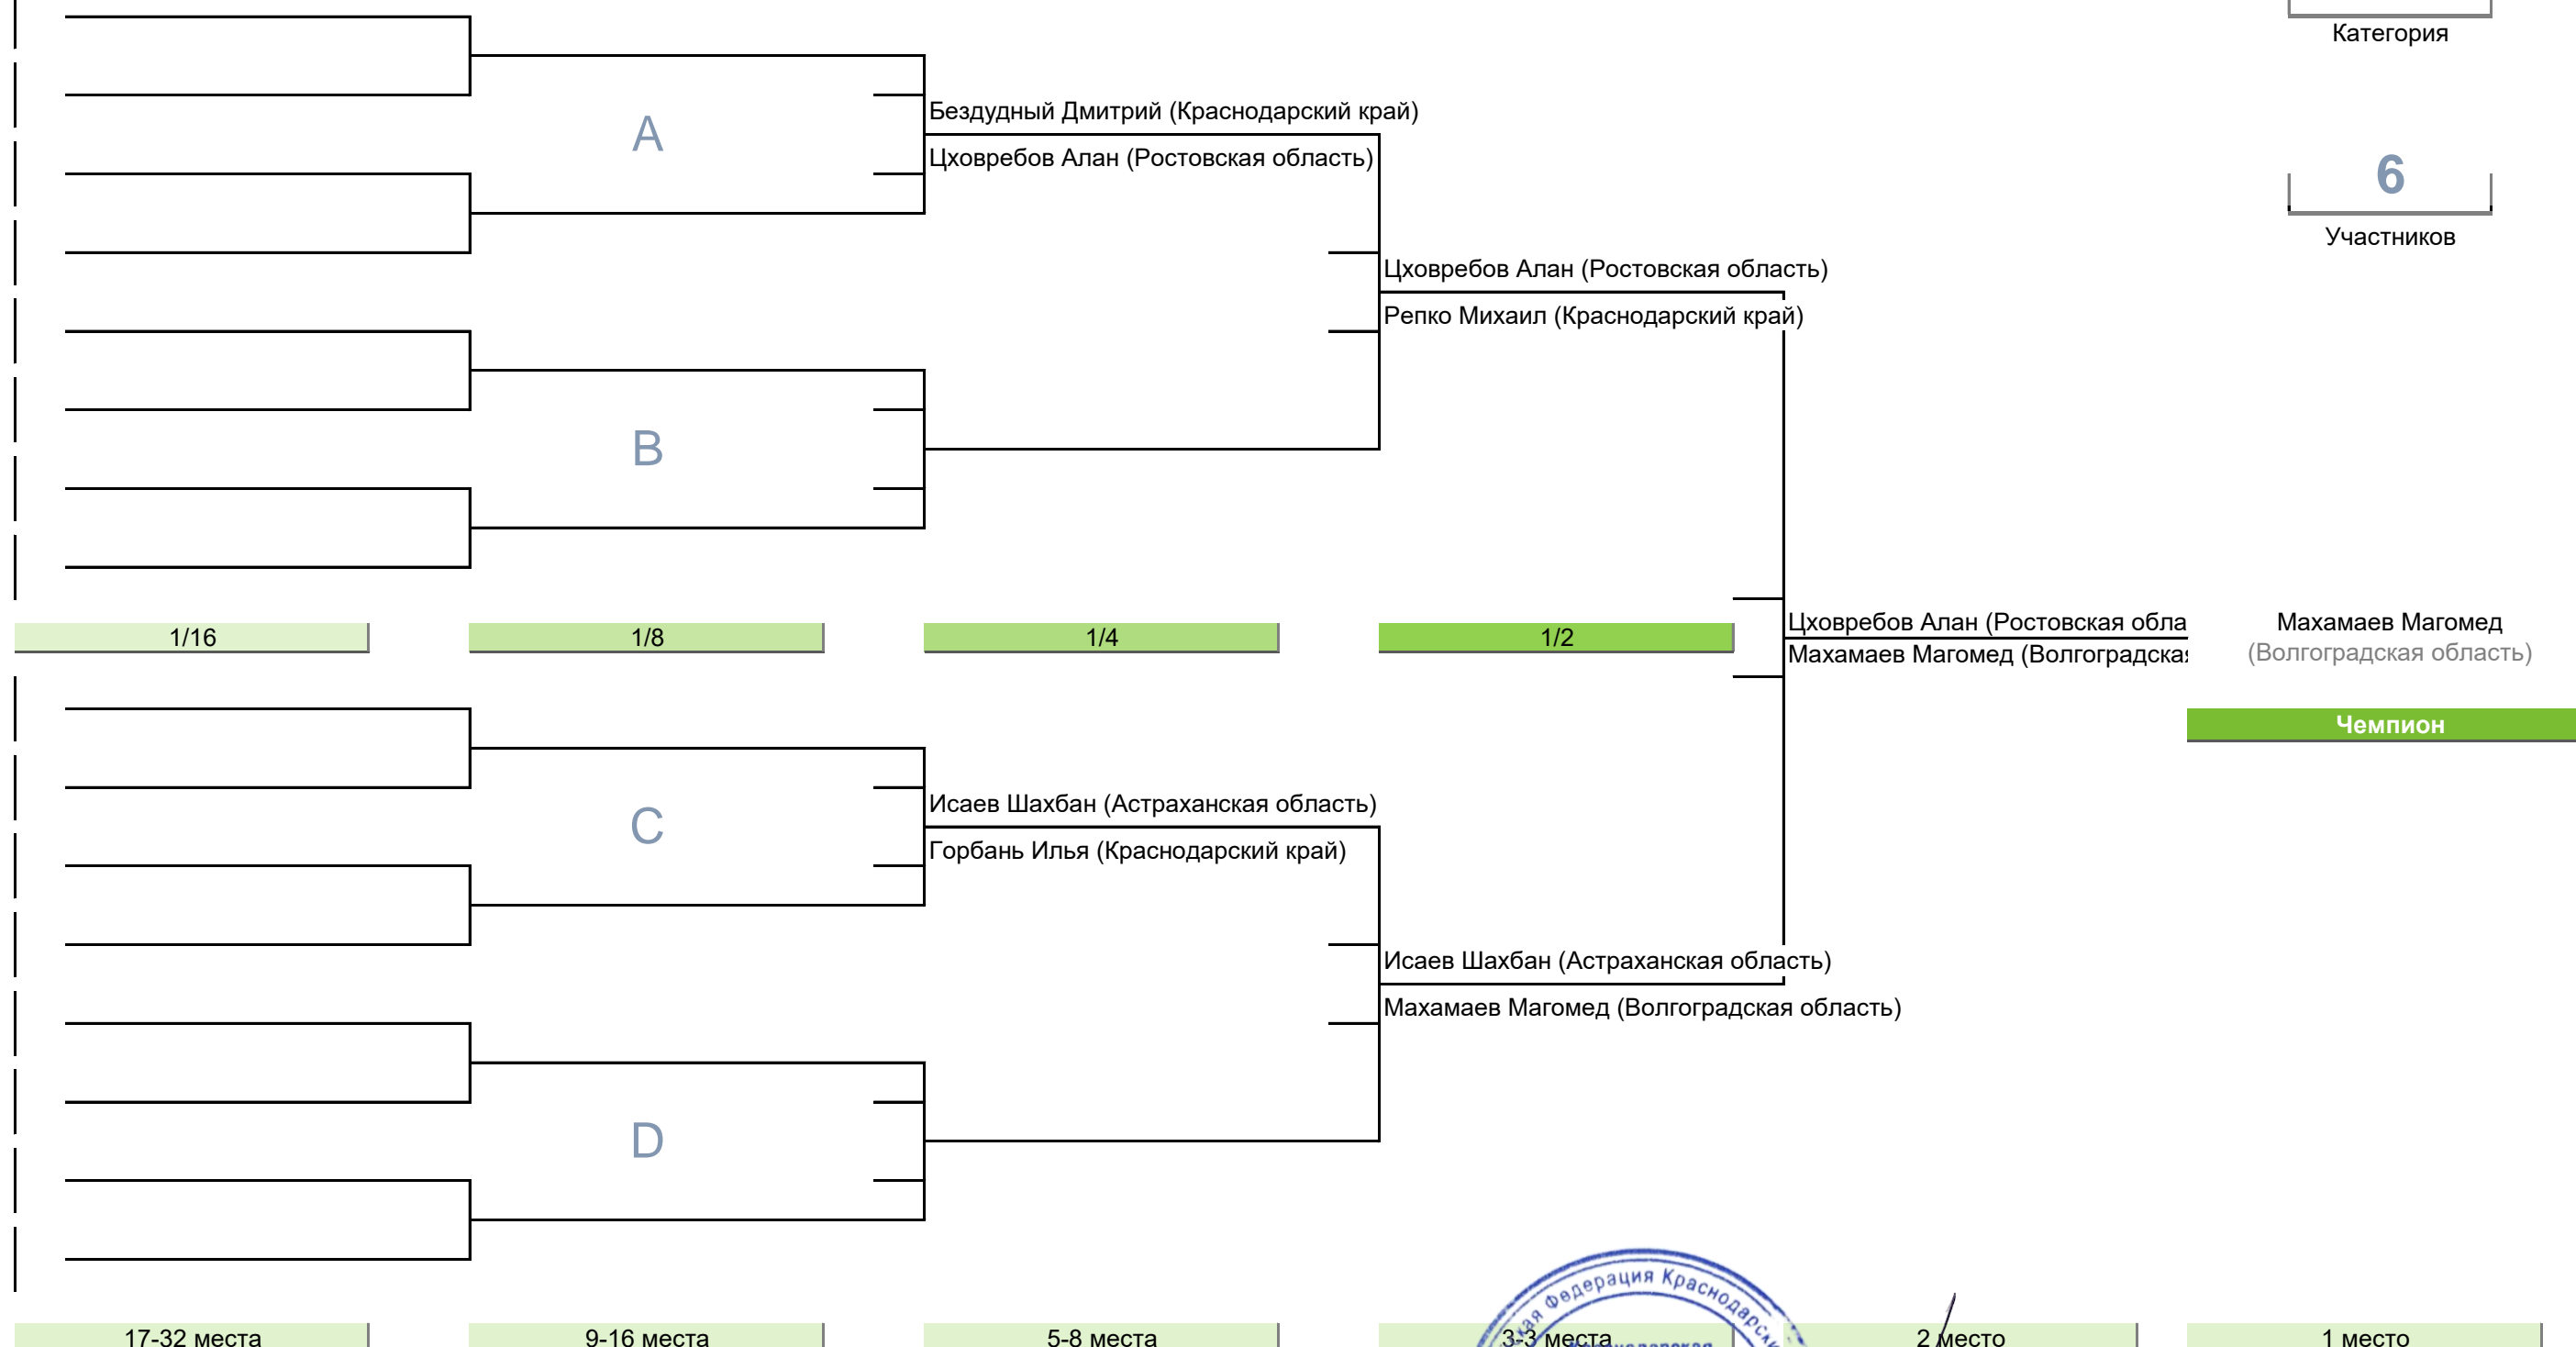 Категория
A
Бездудный Дмитрий (Краснодарский край)
Цховребов Алан (Ростовская область)
6
Участников
Цховребов Алан (Ростовская область)
Репко Михаил (Краснодарский край)
B
1/16
1/8
1/4
1/2
Цховребов Алан (Ростовская обла
Махамаев Магомед (Волгоградская
Махамаев Магомед
(Волгоградская область)
Чемпион
C
Исаев Шахбан (Астраханская область)
Горбань Илья (Краснодарский край)
Исаев Шахбан (Астраханская область)
Махамаев Магомед (Волгоградская область)
D
Федерация
17-32 места
9-16 места
5-8 места
3-3 места
2 место
1 место